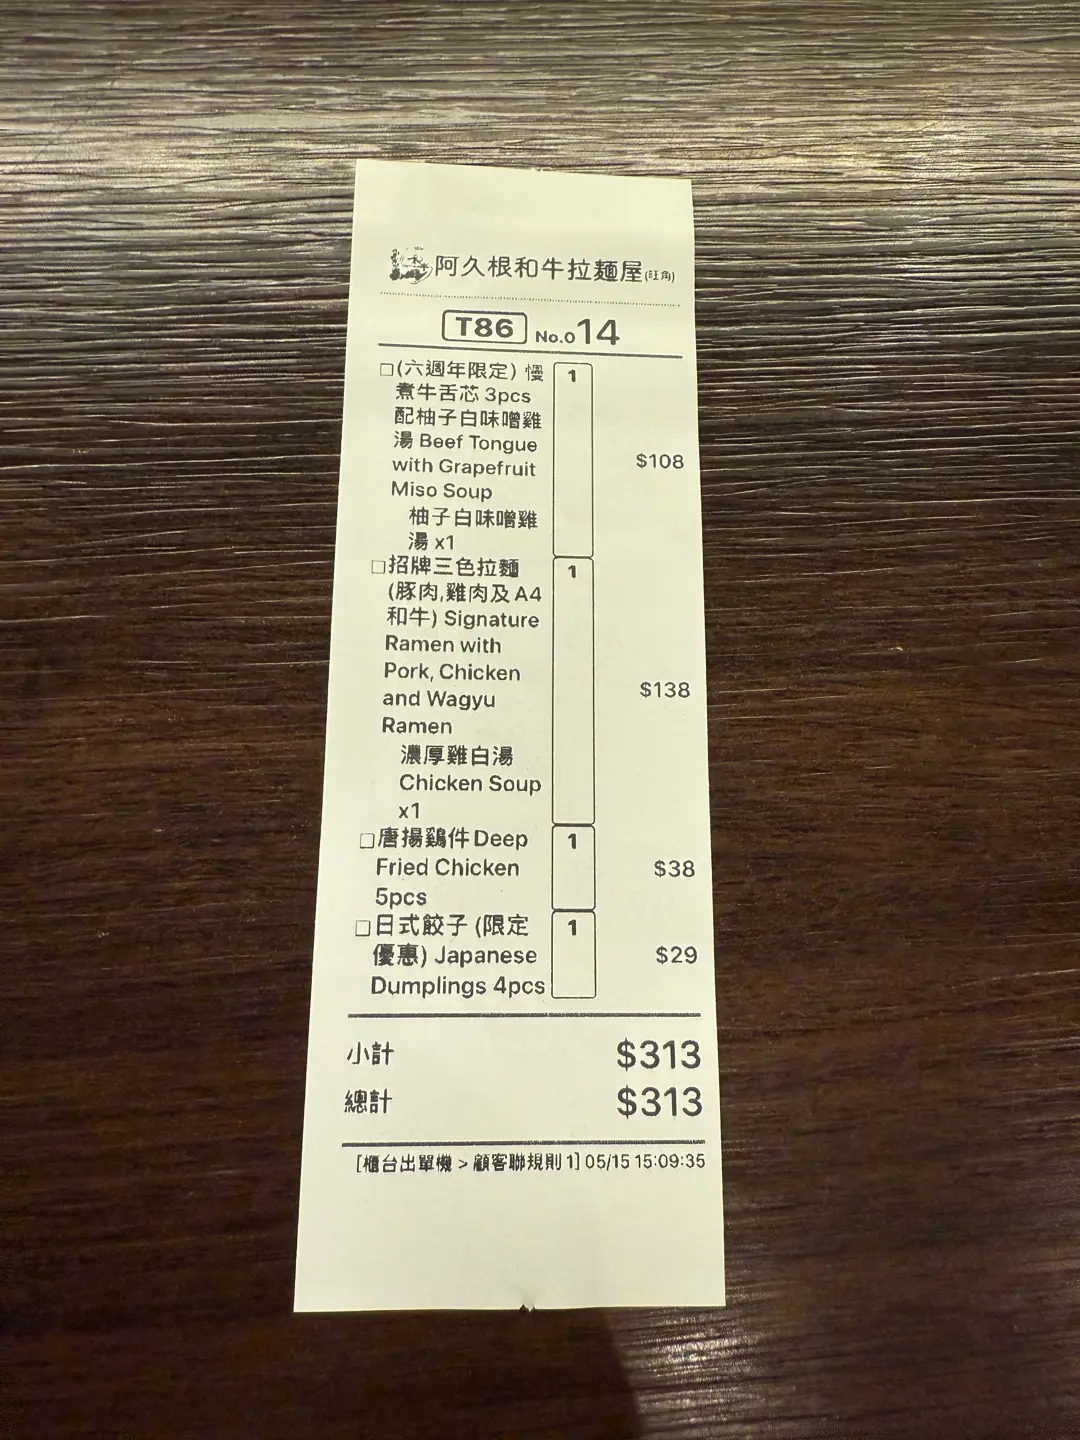 阿久根和牛拉麵屋(旺角)
T86 No.014
□(六週年限定) 慢 1
煮牛舌芯 3pcs
配柚子白味噌雞
湯 Beef Tongue
with Grapefruit $108
Miso Soup
柚子白味噌雞
湯 x1
□招牌三色拉麵 1
(豚肉,雞肉及A4
和牛) Signature
Ramen with
Pork, Chicken $138
and Wagyu
Ramen
濃厚雞白湯
Chicken Soup
x1
□唐揚鷄件Deep 1
Fried Chicken $38
5pcs
□日式餃子 (限定 1
優惠) Japanese $29
Dumplings 4pcs
小計 $313
總計 $313
[櫃台出單機 > 顧客聯規則1] 05/15 15:09:35